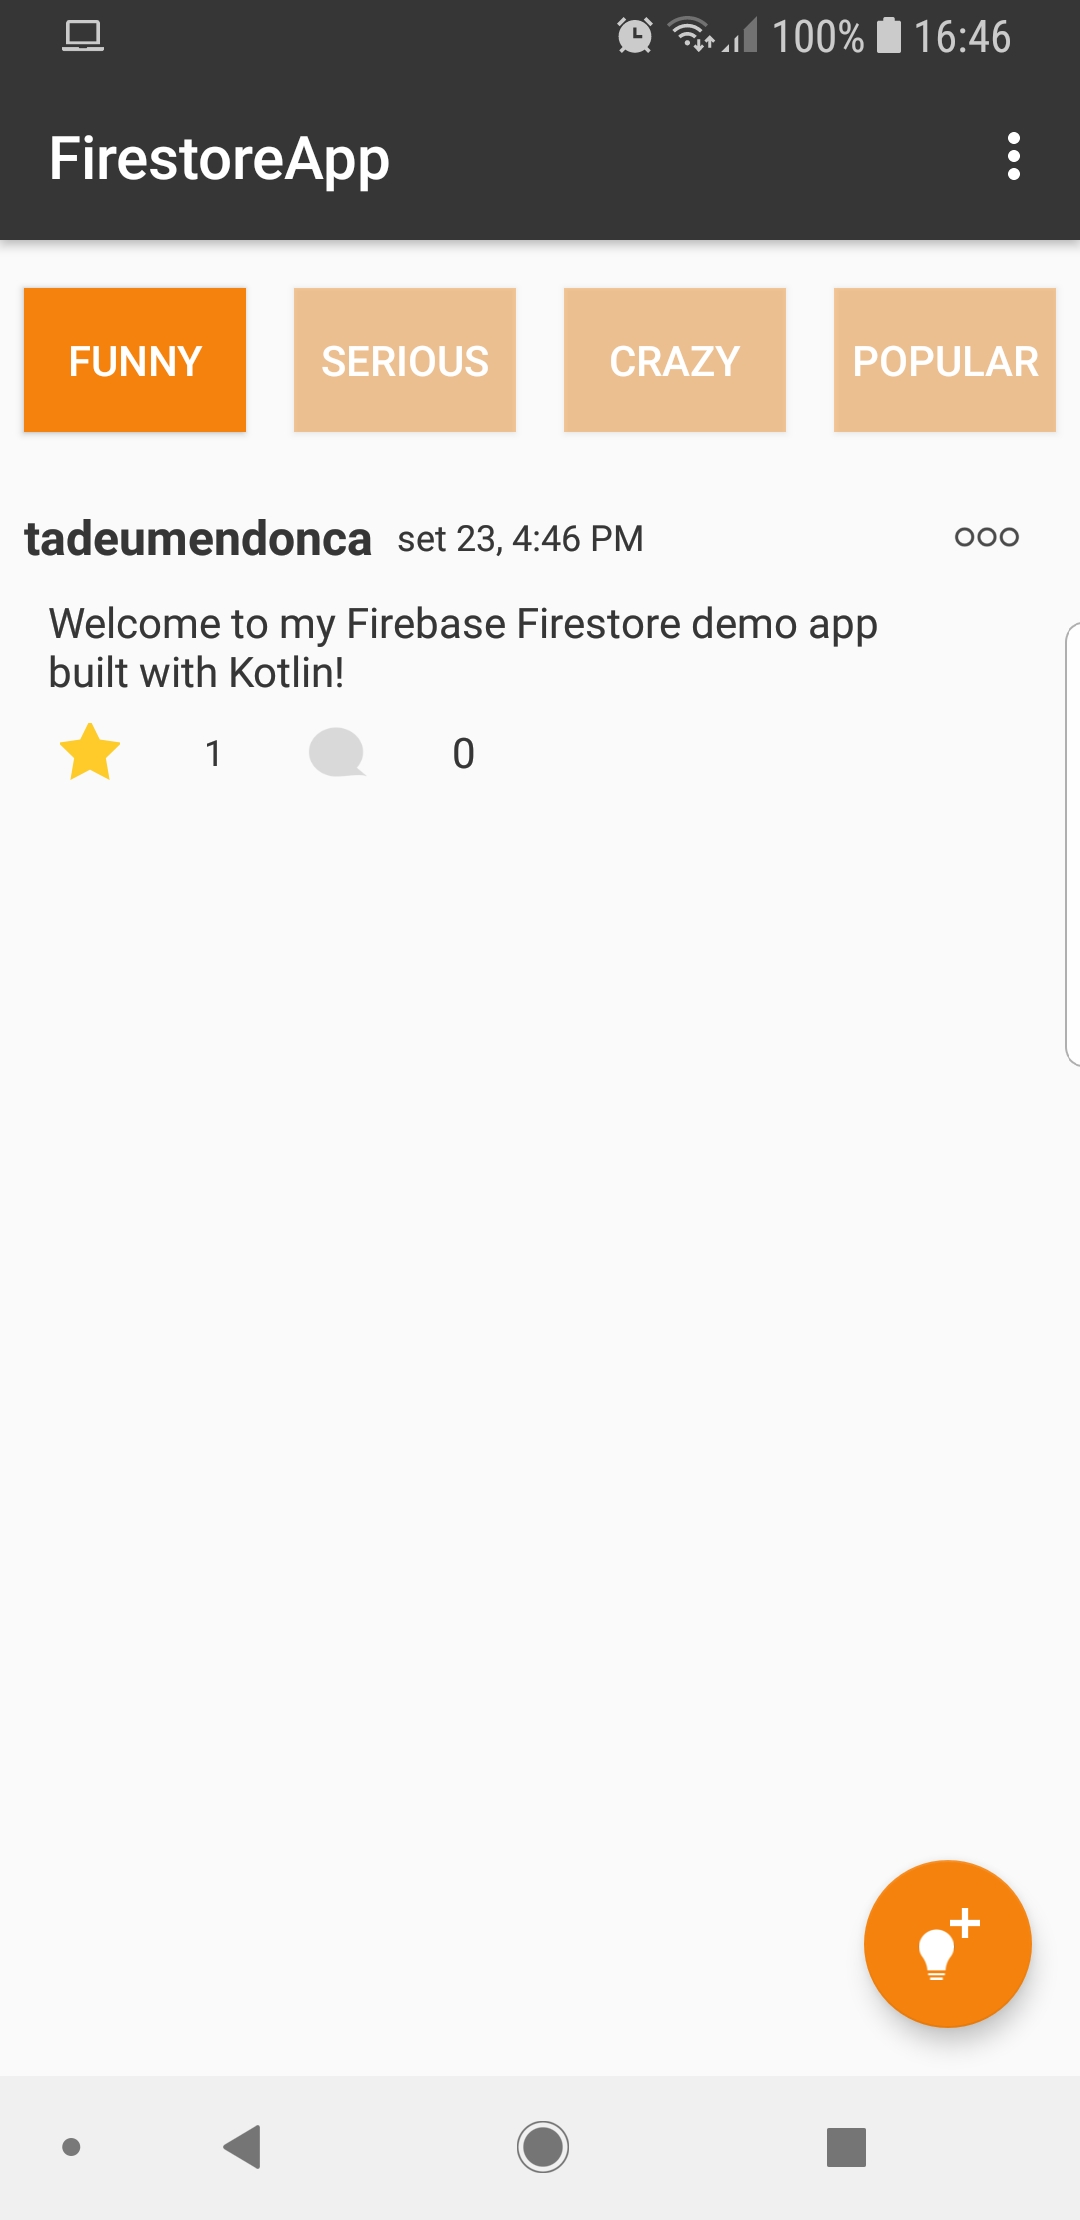 100% 16:46
FirestoreApp
FUNNY SERIOUS CRAZY POPULAR
tadeumendonca set 23, 4:46 PM
Welcome to my Firebase Firestore demo app
built with Kotlin!
1 0